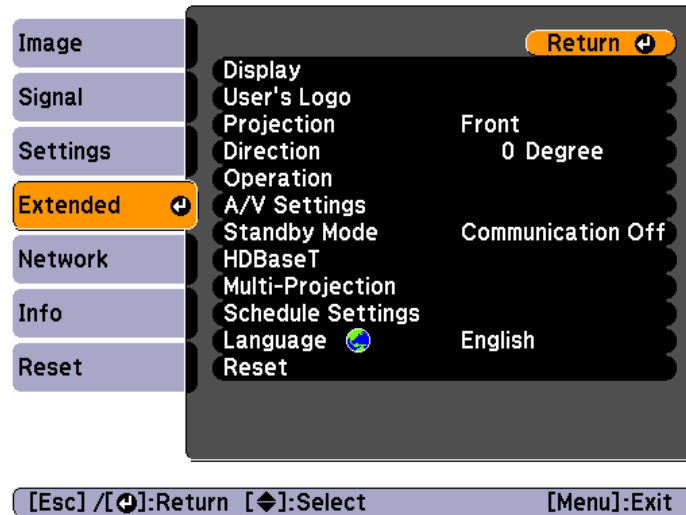 Image
Signal
Settings
Extended
Network
Info
Reset
Return
Display
User's Logo
Projection Front
Direction 0 Degree
Operation
A/V Settings
Standby Mode Communication Off
HDBaseT
Multi-Projection
Schedule Settings
Language English
Reset
[Esc] /[⏎]:Return [◆]:Select [Menu]:Exit